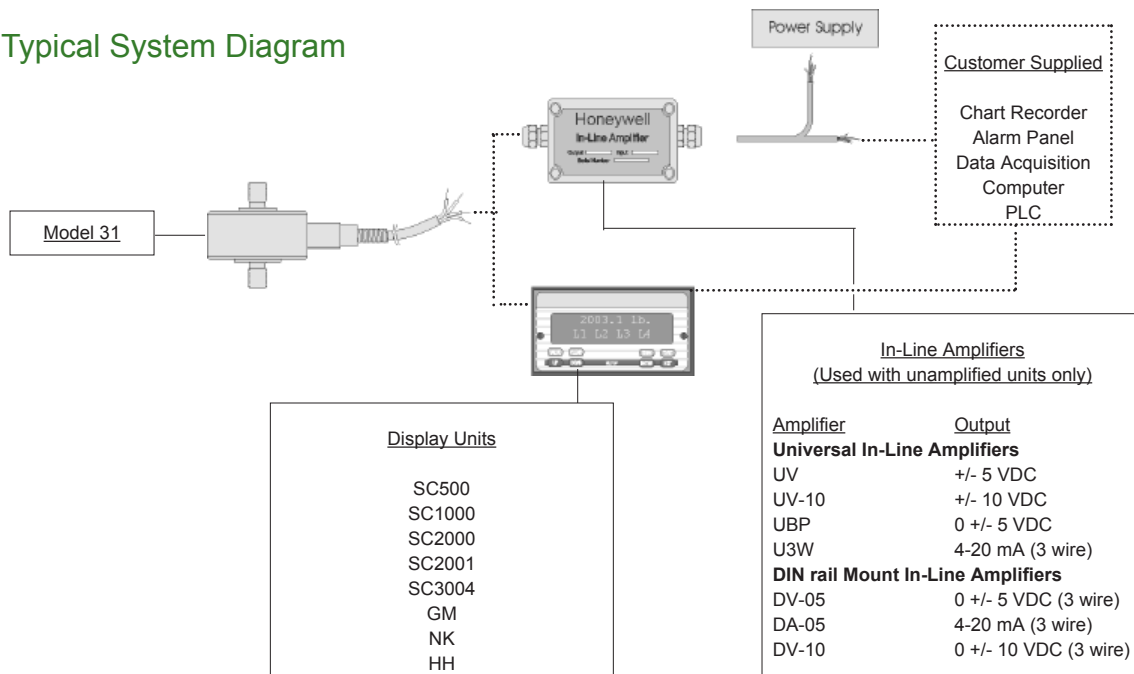 Typical System Diagram
Power Supply
Customer Supplied
Chart Recorder
Alarm Panel
Data Acquisition
Computer
PLC
Honeywell
In-Line Amplifier
Output Input
Serial Number
Model 31
2003.1 lb.
L1 L2 L3 L4
Display Units
SC500
SC1000
SC2000
SC2001
SC3004
GM
NK
HH
In-Line Amplifiers
(Used with unamplified units only)
Amplifier Output
Universal In-Line Amplifiers
UV +/- 5 VDC
UV-10 +/- 10 VDC
UBP 0 +/- 5 VDC
U3W 4-20 mA (3 wire)
DIN rail Mount In-Line Amplifiers
DV-05 0 +/- 5 VDC (3 wire)
DA-05 4-20 mA (3 wire)
DV-10 0 +/- 10 VDC (3 wire)